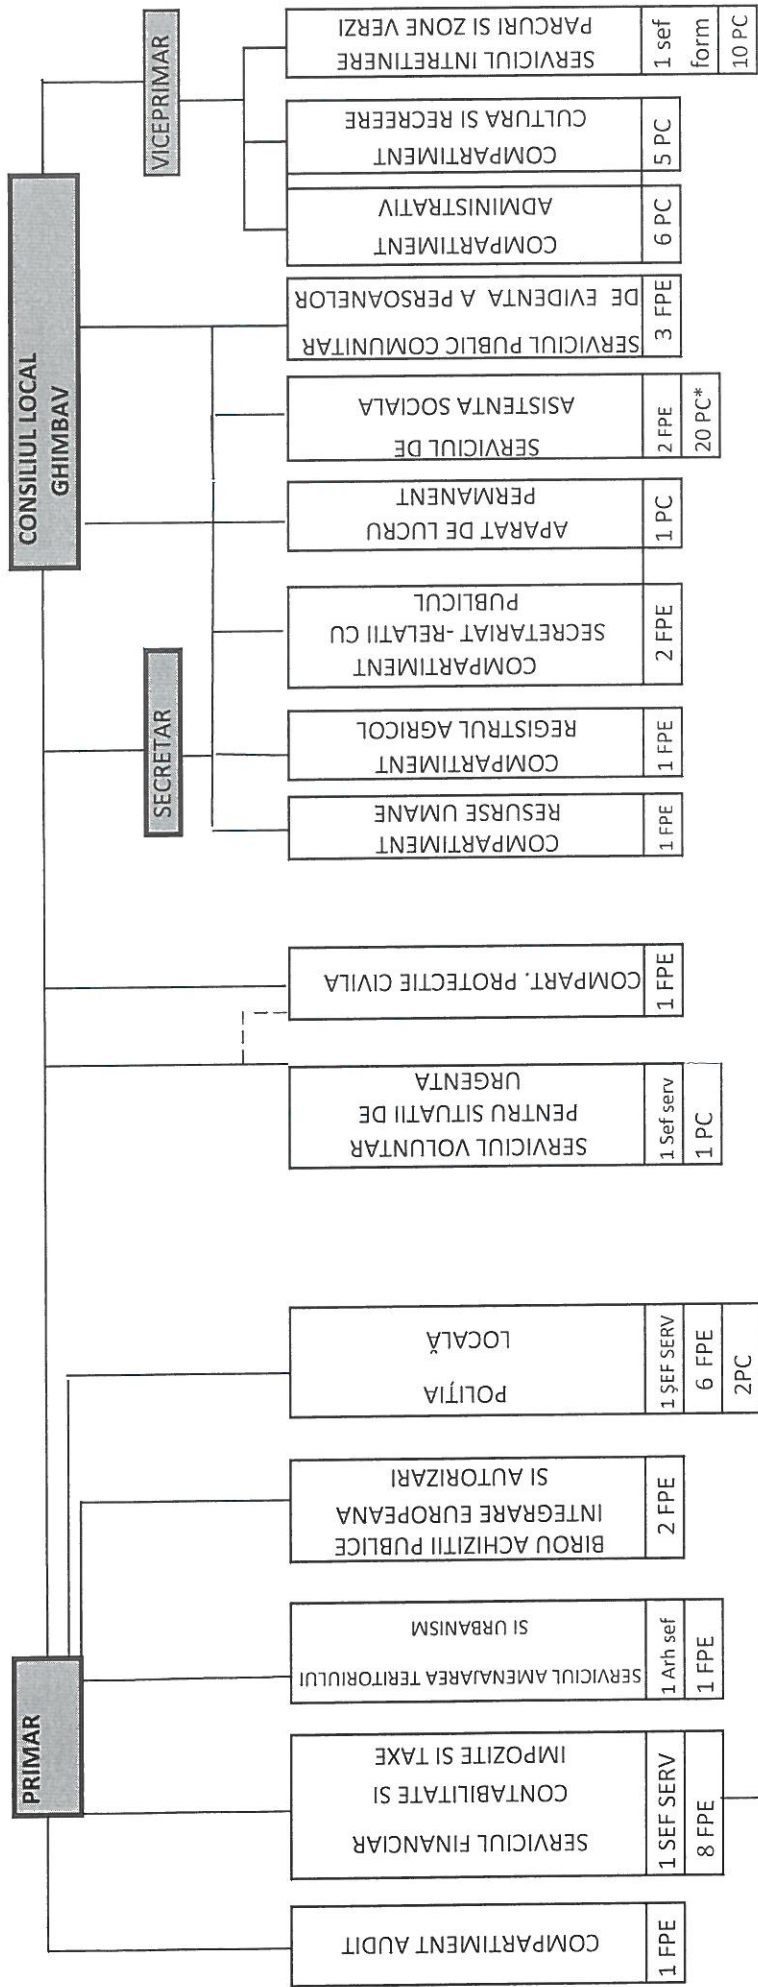 CONSILIUL LOCAL
GHIMBAV
PRIMAR
VICEPRIMAR
SECRETAR
COMPARTIMENT AUDIT
1 FPE
SERVICIUL FINANCIAR
CONTABILITATE SI
IMPOZITE SI TAXE
1 SEF SERV
8 FPE
SERVICIUL AMENAJAREA TERITORIULUI
SI URBANISM
1 Arh sef
1 FPE
BIROU ACHIZITII PUBLICE
INTEGRARE EUROPEANA
SI AUTORIZARI
2 FPE
POLIȚIA
LOCALĂ
1 ȘEF SERV
6 FPE
2PC
SERVICIUL VOLUNTAR
PENTRU SITUATII DE
URGENTA
1 Sef serv
1 PC
COMPART. PROTECTIE CIVILA
1 FPE
COMPARTIMENT
RESURSE UMANE
1 FPE
COMPARTIMENT
REGISTRUL AGRICOL
1 FPE
COMPARTIMENT
SECRETARIAT -RELATII CU
PUBLICUL
2 FPE
APARAT DE LUCRU
PERMANENT
1 PC
SERVICIUL DE
ASISTENTA SOCIALA
2 FPE
20 PC*
SERVICIUL PUBLIC COMUNITAR
DE EVIDENTA A PERSOANELOR
3 FPE
COMPARTIMENT
ADMINISTRATIV
6 PC
COMPARTIMENT
CULTURA SI RECREERE
5 PC
SERVICIUL INTRETINERE
PARCURI SI ZONE VERZI
1 sef
form
10 PC